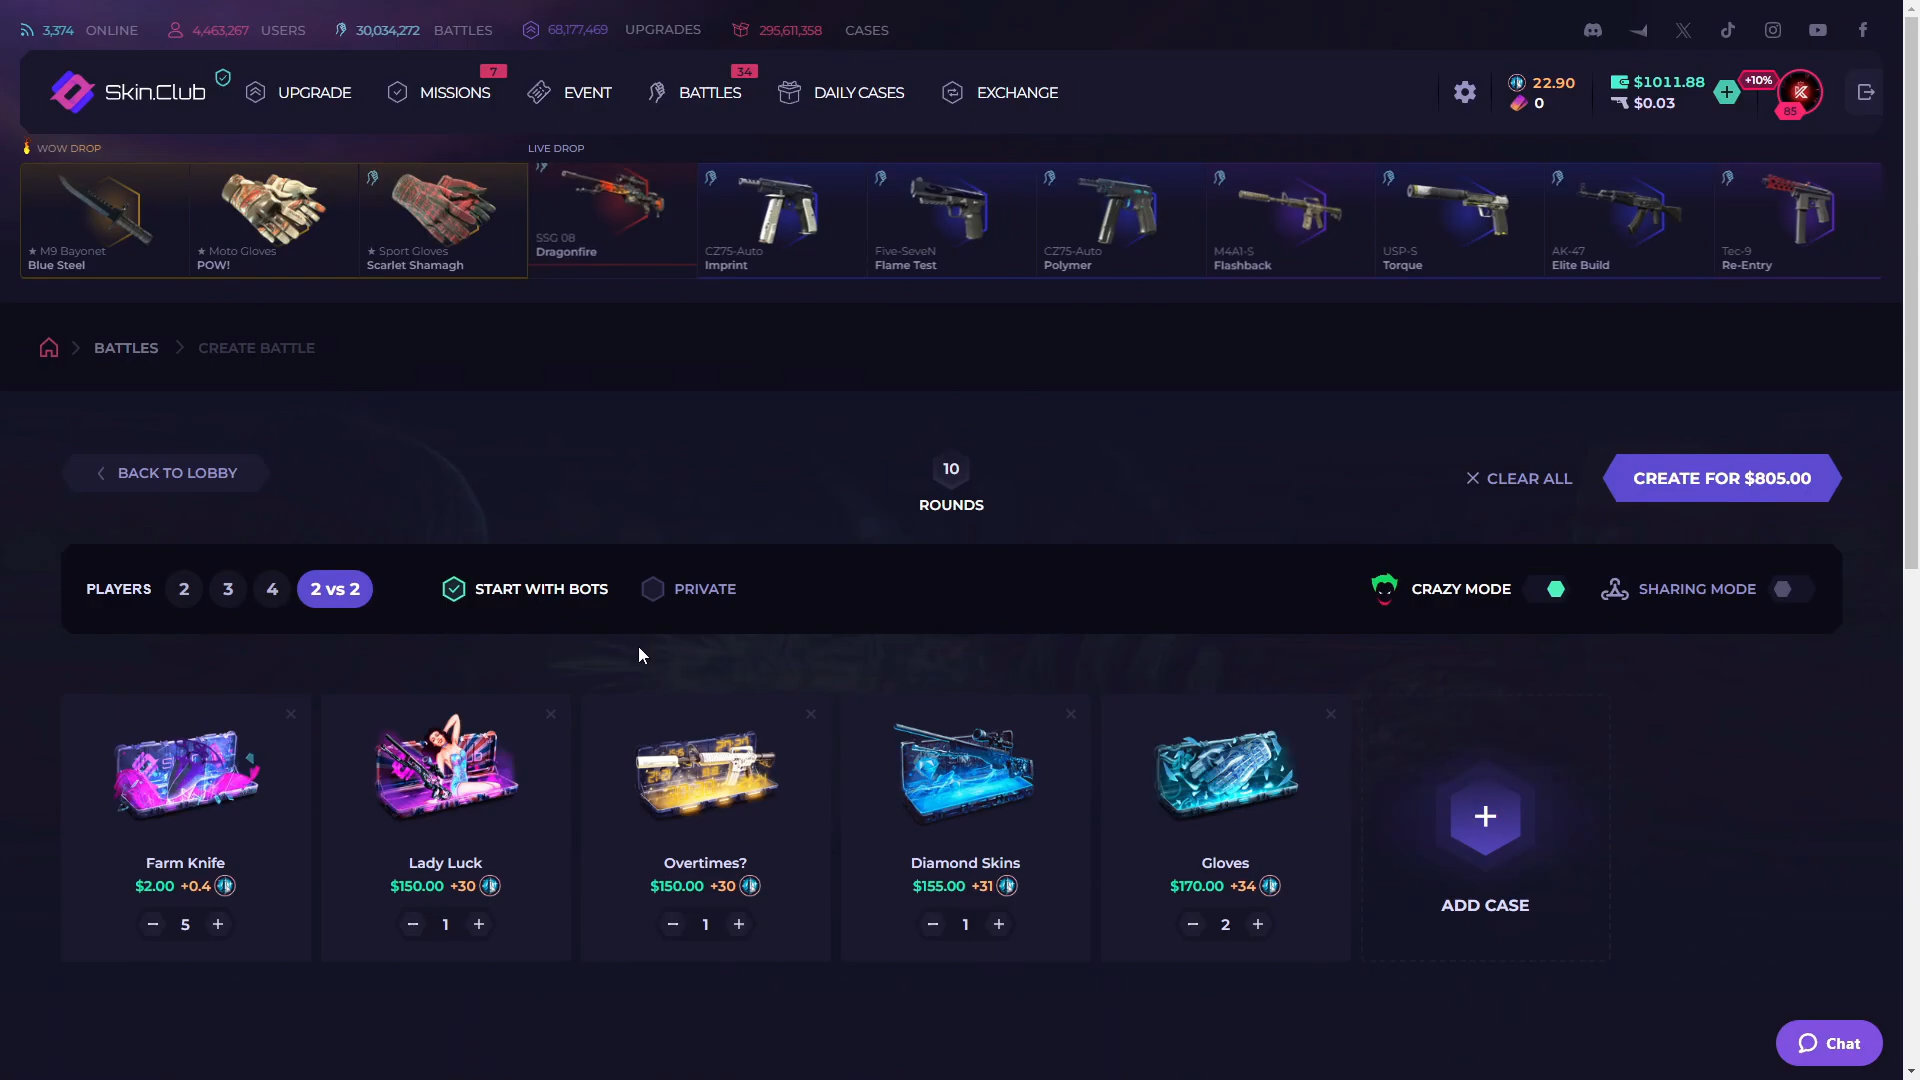 3,374 ONLINE 4,463,267 USERS 30,034,272 BATTLES 68,177,469 UPGRADES 295,611,358 CASES
Skin.Club UPGRADE MISSIONS 7 EVENT BATTLES 34 DAILY CASES EXCHANGE 22.90 0 $1011.88 $0.03 + +10% 85
WOW DROP LIVE DROP
★ M9 Bayonet
Blue Steel
★ Moto Gloves
POW!
★ Sport Gloves
Scarlet Shamagh
SSG 08
Dragonfire
CZ75-Auto
Imprint
Five-SeveN
Flame Test
CZ75-Auto
Polymer
M4A1-S
Flashback
USP-S
Torque
AK-47
Elite Build
Tec-9
Re-Entry
BATTLES CREATE BATTLE
BACK TO LOBBY
10
ROUNDS
CLEAR ALL
CREATE FOR $805.00
PLAYERS 2 3 4 2 vs 2 START WITH BOTS PRIVATE CRAZY MODE SHARING MODE
Farm Knife
$2.00 +0.4
− 5 +
Lady Luck
$150.00 +30
− 1 +
Overtimes?
$150.00 +30
− 1 +
Diamond Skins
$155.00 +31
− 1 +
Gloves
$170.00 +34
− 2 +
+
ADD CASE
Chat